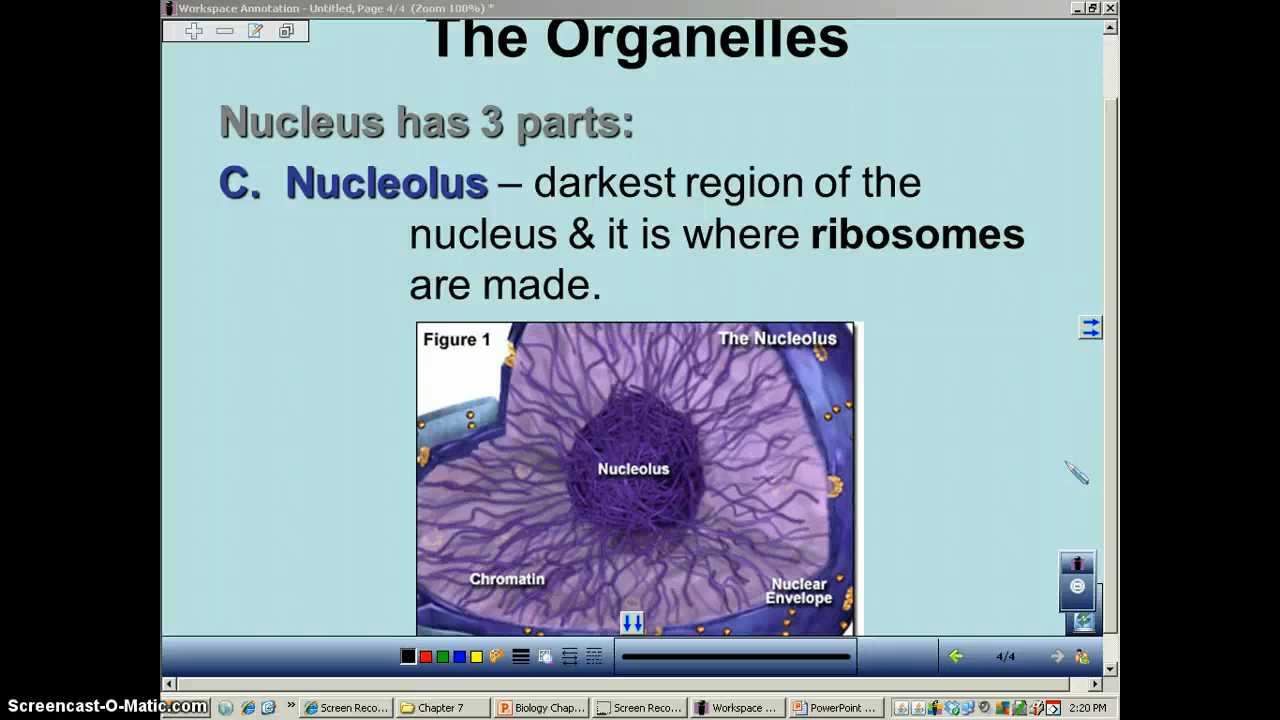 Workspace Annotation - Untitled, Page 4/4 (Zoom 100%) *
The Organelles
Nucleus has 3 parts:
C. Nucleolus – darkest region of the
nucleus & it is where ribosomes
are made.
Figure 1
The Nucleolus
Nucleolus
Chromatin
Nuclear
Envelope
4/4
Screencast-O-Matic.com
»
Screen Reco...
Chapter 7
Biology Chap...
Screen Reco...
Workspace ...
PowerPoint ...
2:20 PM